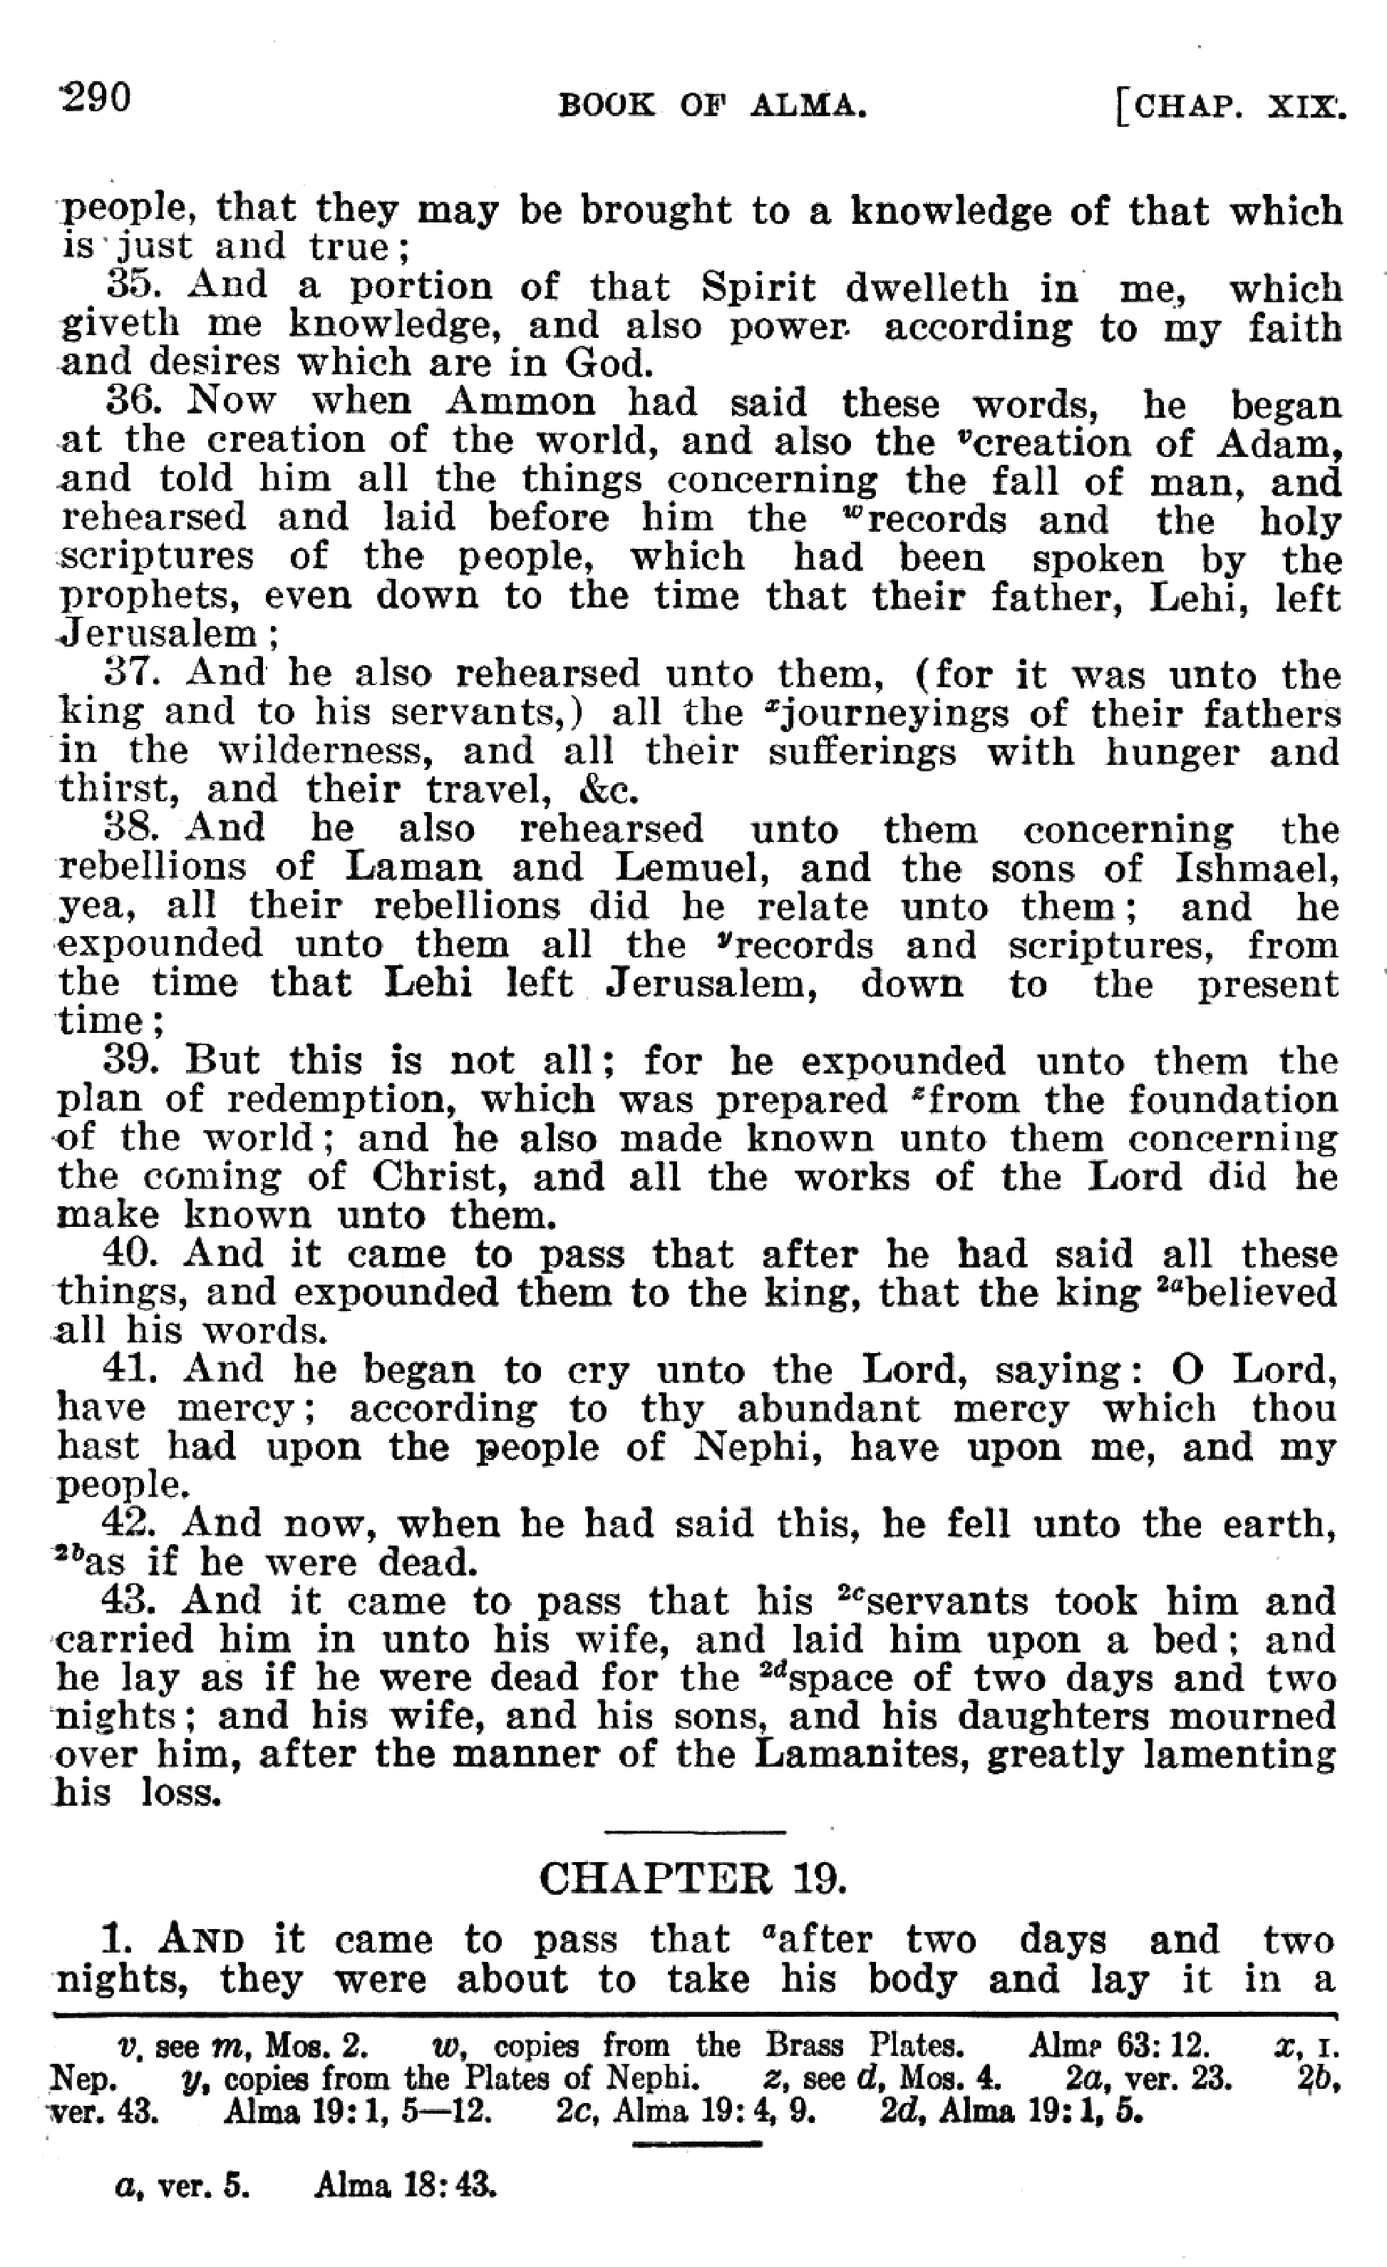 290 BOOK OF ALMA. [CHAP. XIX.
people, that they may be brought to a knowledge of that which
is just and true;
35. And a portion of that Spirit dwelleth in me, which
giveth me knowledge, and also power according to my faith
and desires which are in God.
36. Now when Ammon had said these words, he began
at the creation of the world, and also the ᵛcreation of Adam,
and told him all the things concerning the fall of man, and
rehearsed and laid before him the ʷrecords and the holy
scriptures of the people, which had been spoken by the
prophets, even down to the time that their father, Lehi, left
Jerusalem;
37. And he also rehearsed unto them, (for it was unto the
king and to his servants,) all the ˣjourneyings of their fathers
in the wilderness, and all their sufferings with hunger and
thirst, and their travel, &c.
38. And he also rehearsed unto them concerning the
rebellions of Laman and Lemuel, and the sons of Ishmael,
yea, all their rebellions did he relate unto them; and he
expounded unto them all the ʸrecords and scriptures, from
the time that Lehi left Jerusalem, down to the present
time;
39. But this is not all; for he expounded unto them the
plan of redemption, which was prepared ᶻfrom the foundation
of the world; and he also made known unto them concerning
the coming of Christ, and all the works of the Lord did he
make known unto them.
40. And it came to pass that after he had said all these
things, and expounded them to the king, that the king ²ᵃbelieved
all his words.
41. And he began to cry unto the Lord, saying: O Lord,
have mercy; according to thy abundant mercy which thou
hast had upon the people of Nephi, have upon me, and my
people.
42. And now, when he had said this, he fell unto the earth,
²ᵇas if he were dead.
43. And it came to pass that his ²ᶜservants took him and
carried him in unto his wife, and laid him upon a bed; and
he lay as if he were dead for the ²ᵈspace of two days and two
nights; and his wife, and his sons, and his daughters mourned
over him, after the manner of the Lamanites, greatly lamenting
his loss.
CHAPTER 19.
1. AND it came to pass that ᵃafter two days and two
nights, they were about to take his body and lay it in a
v, see m, Mos. 2. w, copies from the Brass Plates. Alma 63: 12. x, I.
Nep. y, copies from the Plates of Nephi. z, see d, Mos. 4. 2a, ver. 23. 2b,
ver. 43. Alma 19: 1, 5—12. 2c, Alma 19: 4, 9. 2d, Alma 19: 1, 5.
a, ver. 5. Alma 18: 43.